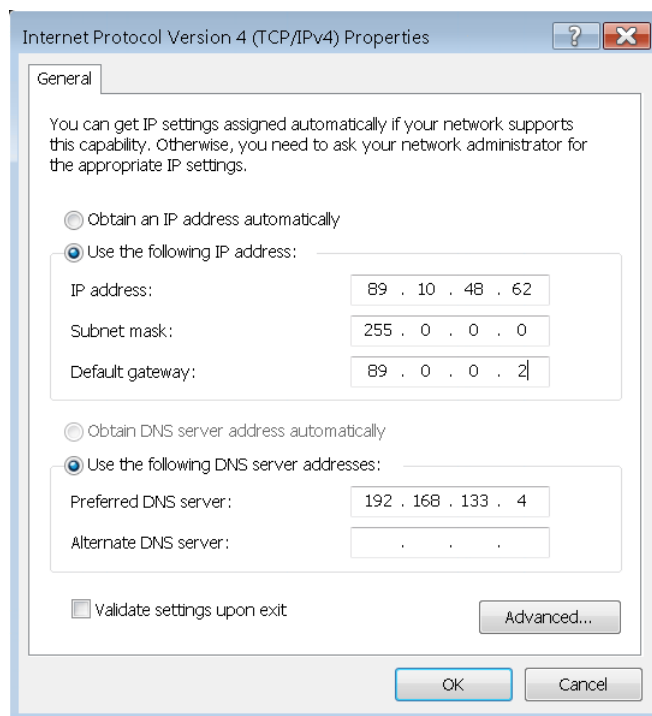 Internet Protocol Version 4 (TCP/IPv4) Properties
General
You can get IP settings assigned automatically if your network supports
this capability. Otherwise, you need to ask your network administrator for
the appropriate IP settings.
Obtain an IP address automatically
Use the following IP address:
IP address: 89 . 10 . 48 . 62
Subnet mask: 255 . 0 . 0 . 0
Default gateway: 89 . 0 . 0 . 2
Obtain DNS server address automatically
Use the following DNS server addresses:
Preferred DNS server: 192 . 168 . 133 . 4
Alternate DNS server: . . .
Validate settings upon exit
Advanced...
OK Cancel